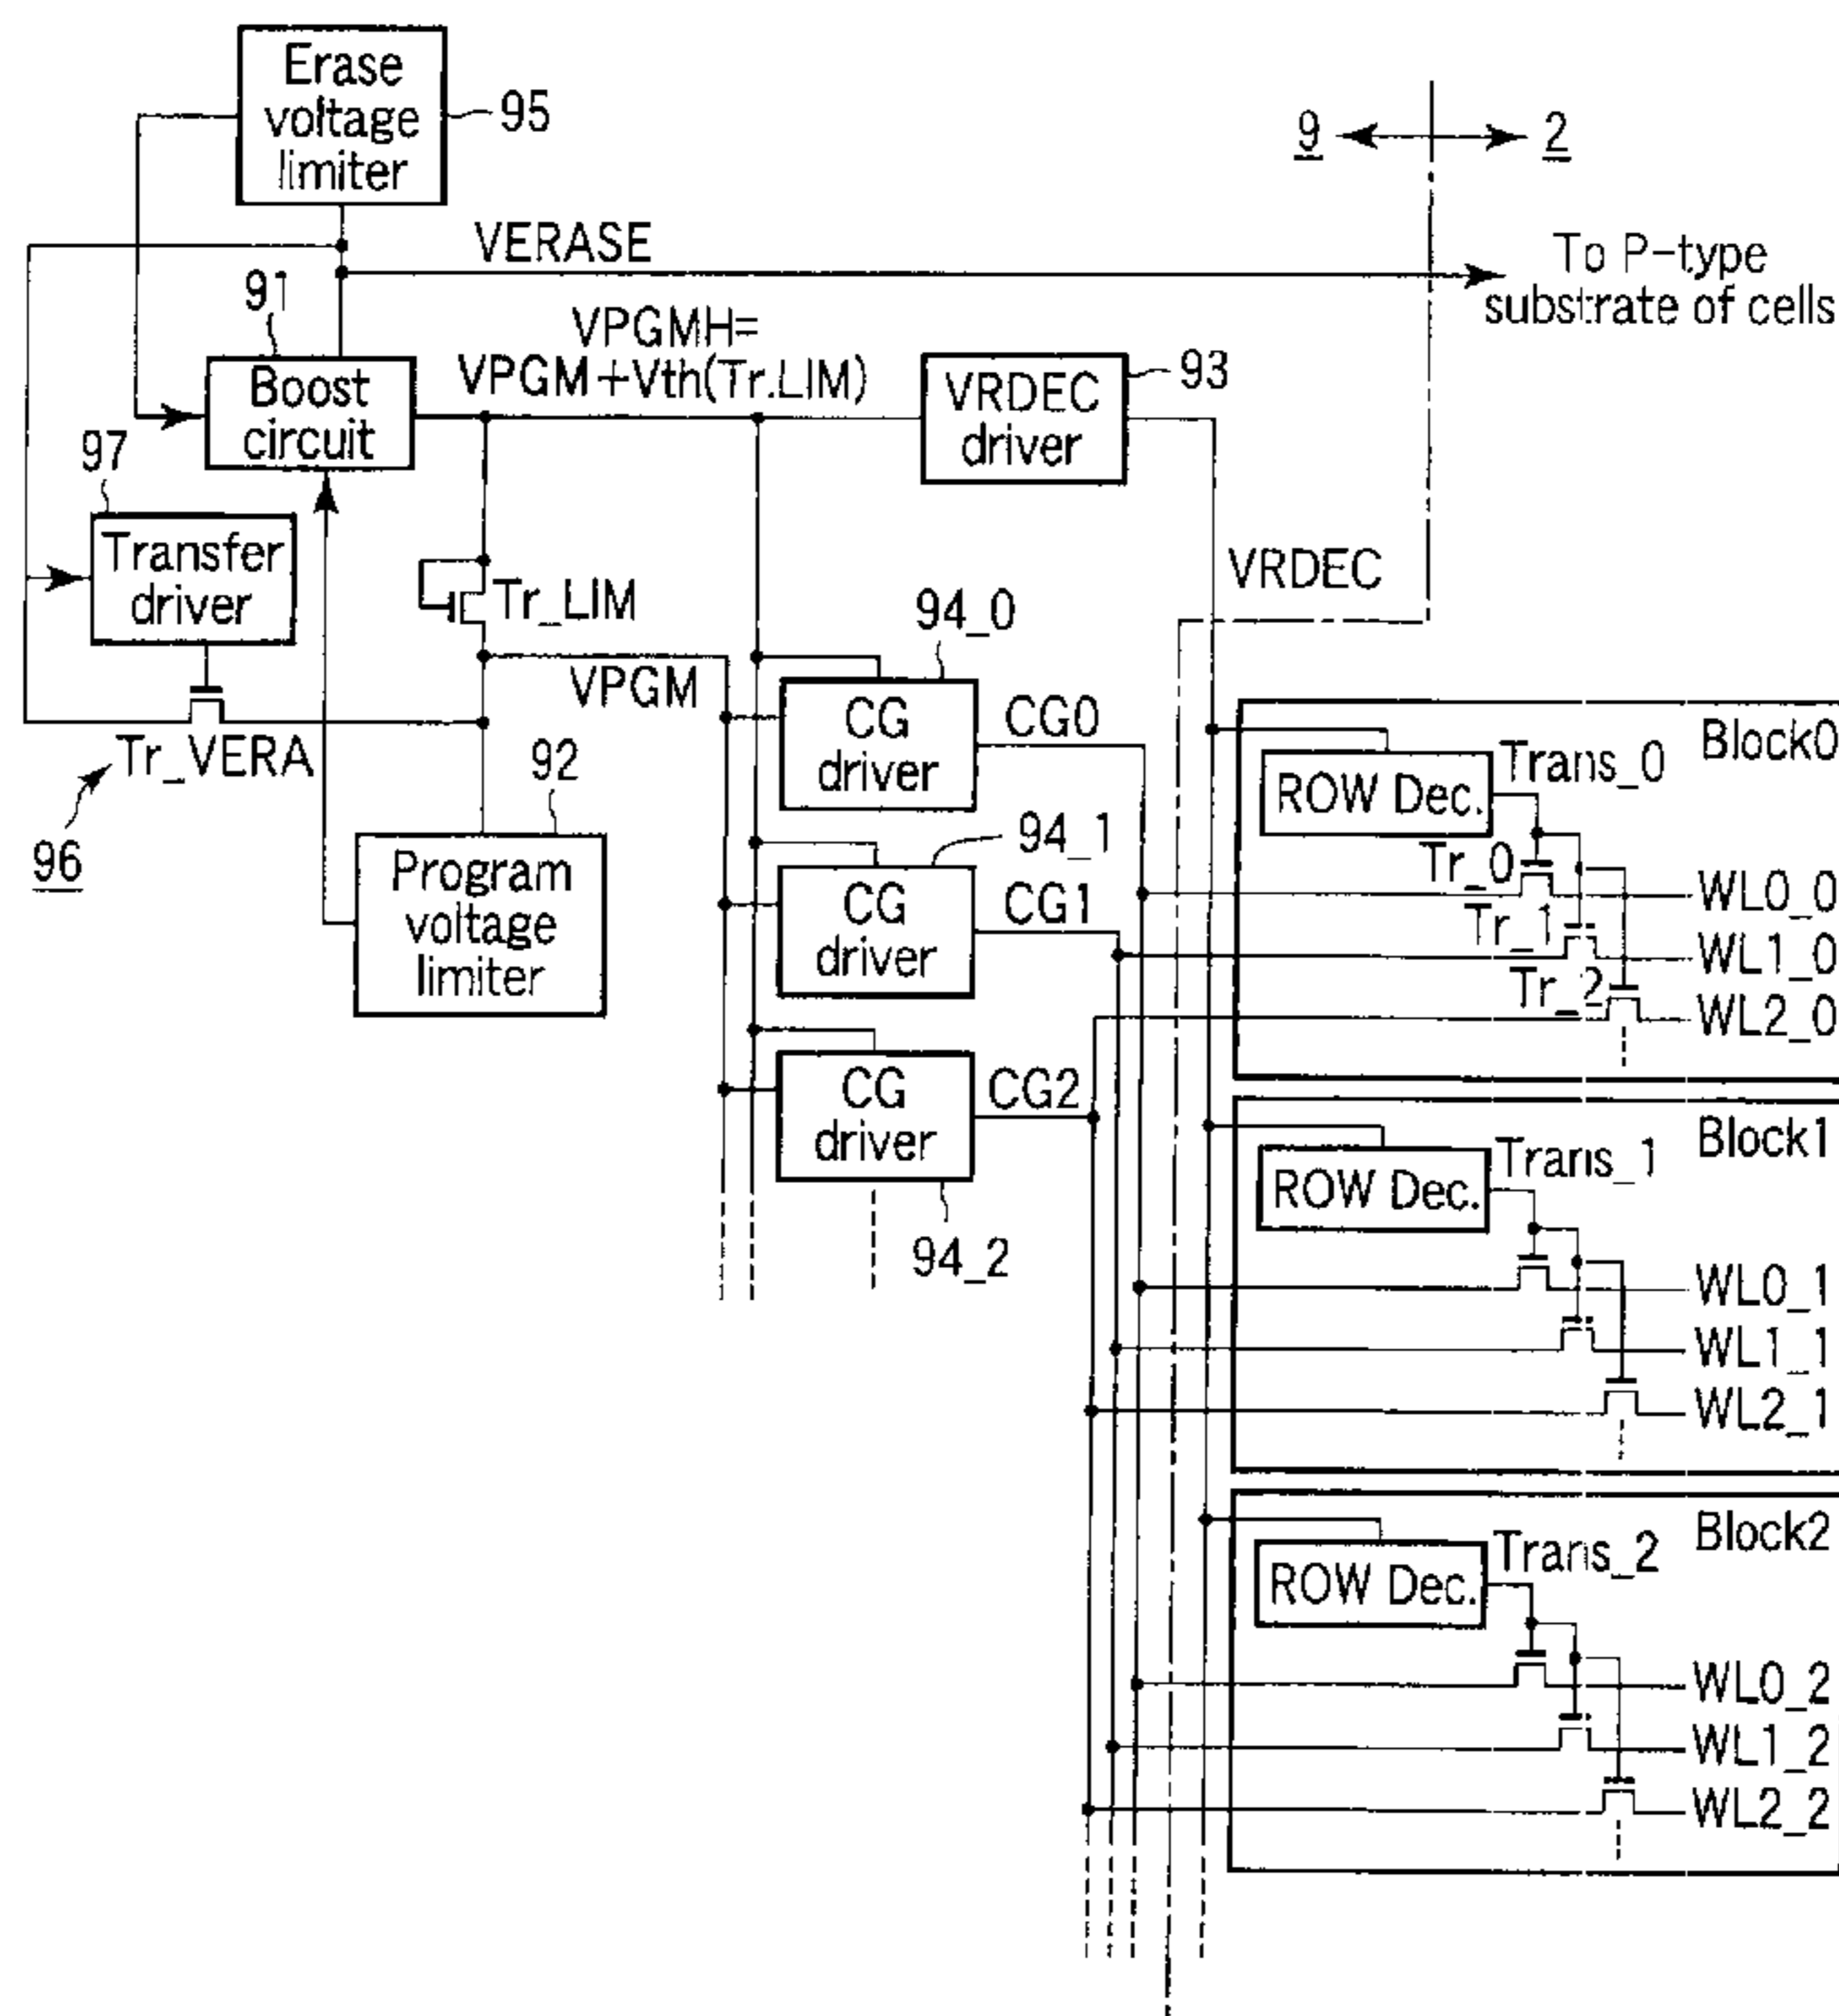 Erase
voltage
limiter
95
9
2
VERASE
To P-type
substrate of cells
91
Boost
circuit
VPGMH=
VPGM+Vth(Tr.LIM)
VRDEC
driver
93
97
Transfer
driver
Tr_LIM
VRDEC
VPGM
94_0
CG
driver
CG0
Tr_VERA
96
92
Program
voltage
limiter
94_1
CG
driver
CG1
CG
driver
CG2
94_2
Block0
ROW Dec.
Trans_0
Tr_0
WL0_0
Tr_1
WL1_0
Tr_2
WL2_0
Block1
ROW Dec.
Trans_1
WL0_1
WL1_1
WL2_1
Block2
ROW Dec.
Trans_2
WL0_2
WL1_2
WL2_2